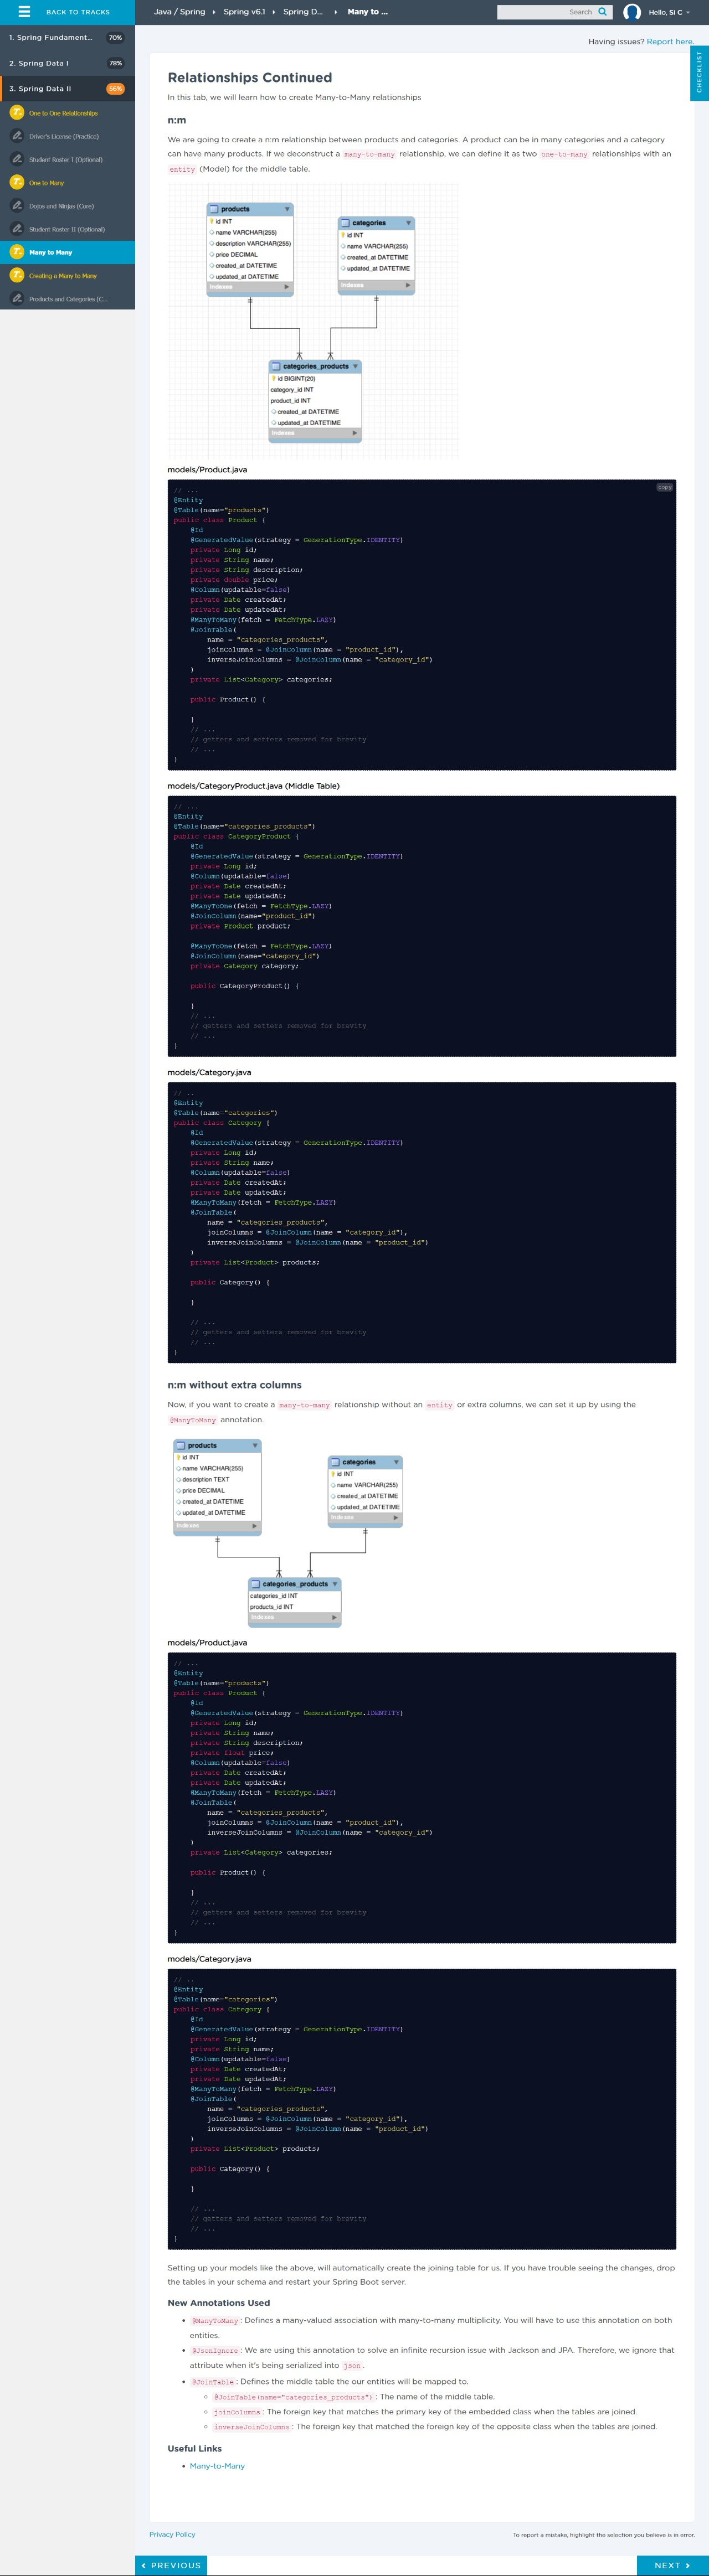 BACK TO TRACKS
Java / Spring
Spring v6.1
Spring D...
Many to ...
Search
Hello, Si C
1. Spring Fundament... 70%
2. Spring Data I 78%
3. Spring Data II 56%
One to One Relationships
Driver's License (Practice)
Student Roster I (Optional)
One to Many
Dojos and Ninjas (Core)
Student Roster II (Optional)
Many to Many
Creating a Many to Many
Products and Categories (C...
Having issues? Report here.
CHECKLIST
Relationships Continued
In this tab, we will learn how to create Many-to-Many relationships
n:m
We are going to create a n:m relationship between products and categories. A product can be in many categories and a category
can have many products. If we deconstruct a many-to-many relationship, we can define it as two one-to-many relationships with an
entity (Model) for the middle table.
products
id INT
name VARCHAR(255)
description VARCHAR(255)
price DECIMAL
created_at DATETIME
updated_at DATETIME
Indexes
categories
id INT
name VARCHAR(255)
created_at DATETIME
updated_at DATETIME
Indexes
categories_products
id BIGINT(20)
category_id INT
product_id INT
created_at DATETIME
updated_at DATETIME
Indexes
models/Product.java
copy
// ...
@Entity
@Table(name="products")
public class Product {
@Id
@GeneratedValue(strategy = GenerationType.IDENTITY)
private Long id;
private String name;
private String description;
private double price;
@Column(updatable=false)
private Date createdAt;
private Date updatedAt;
@ManyToMany(fetch = FetchType.LAZY)
@JoinTable(
name = "categories_products",
joinColumns = @JoinColumn(name = "product_id"),
inverseJoinColumns = @JoinColumn(name = "category_id")
)
private List<Category> categories;
public Product() {
}
// ...
// getters and setters removed for brevity
// ...
}
models/CategoryProduct.java (Middle Table)
// ...
@Entity
@Table(name="categories_products")
public class CategoryProduct {
@Id
@GeneratedValue(strategy = GenerationType.IDENTITY)
private Long id;
@Column(updatable=false)
private Date createdAt;
private Date updatedAt;
@ManyToOne(fetch = FetchType.LAZY)
@JoinColumn(name="product_id")
private Product product;
@ManyToOne(fetch = FetchType.LAZY)
@JoinColumn(name="category_id")
private Category category;
public CategoryProduct() {
}
// ...
// getters and setters removed for brevity
// ...
}
models/Category.java
// ..
@Entity
@Table(name="categories")
public class Category {
@Id
@GeneratedValue(strategy = GenerationType.IDENTITY)
private Long id;
private String name;
@Column(updatable=false)
private Date createdAt;
private Date updatedAt;
@ManyToMany(fetch = FetchType.LAZY)
@JoinTable(
name = "categories_products",
joinColumns = @JoinColumn(name = "category_id"),
inverseJoinColumns = @JoinColumn(name = "product_id")
)
private List<Product> products;
public Category() {
}
// ...
// getters and setters removed for brevity
// ...
}
n:m without extra columns
Now, if you want to create a many-to-many relationship without an entity or extra columns, we can set it up by using the
@ManyToMany annotation.
products
id INT
name VARCHAR(255)
description TEXT
price DECIMAL
created_at DATETIME
updated_at DATETIME
Indexes
categories
id INT
name VARCHAR(255)
created_at DATETIME
updated_at DATETIME
Indexes
categories_products
categories_id INT
products_id INT
Indexes
models/Product.java
// ...
@Entity
@Table(name="products")
public class Product {
@Id
@GeneratedValue(strategy = GenerationType.IDENTITY)
private Long id;
private String name;
private String description;
private float price;
@Column(updatable=false)
private Date createdAt;
private Date updatedAt;
@ManyToMany(fetch = FetchType.LAZY)
@JoinTable(
name = "categories_products",
joinColumns = @JoinColumn(name = "product_id"),
inverseJoinColumns = @JoinColumn(name = "category_id")
)
private List<Category> categories;
public Product() {
}
// ...
// getters and setters removed for brevity
// ...
}
models/Category.java
// ..
@Entity
@Table(name="categories")
public class Category {
@Id
@GeneratedValue(strategy = GenerationType.IDENTITY)
private Long id;
private String name;
@Column(updatable=false)
private Date createdAt;
private Date updatedAt;
@ManyToMany(fetch = FetchType.LAZY)
@JoinTable(
name = "categories_products",
joinColumns = @JoinColumn(name = "category_id"),
inverseJoinColumns = @JoinColumn(name = "product_id")
)
private List<Product> products;
public Category() {
}
// ...
// getters and setters removed for brevity
// ...
}
Setting up your models like the above, will automatically create the joining table for us. If you have trouble seeing the changes, drop
the tables in your schema and restart your Spring Boot server.
New Annotations Used
• @ManyToMany : Defines a many-valued association with many-to-many multiplicity. You will have to use this annotation on both
entities.
• @JsonIgnore : We are using this annotation to solve an infinite recursion issue with Jackson and JPA. Therefore, we ignore that
attribute when it's being serialized into json .
• @JoinTable : Defines the middle table the our entities will be mapped to.
@JoinTable(name="categories_products") : The name of the middle table.
joinColumns : The foreign key that matches the primary key of the embedded class when the tables are joined.
inverseJoinColumns : The foreign key that matched the foreign key of the opposite class when the tables are joined.
Useful Links
• Many-to-Many
Privacy Policy
To report a mistake, highlight the selection you believe is in error.
PREVIOUS
NEXT